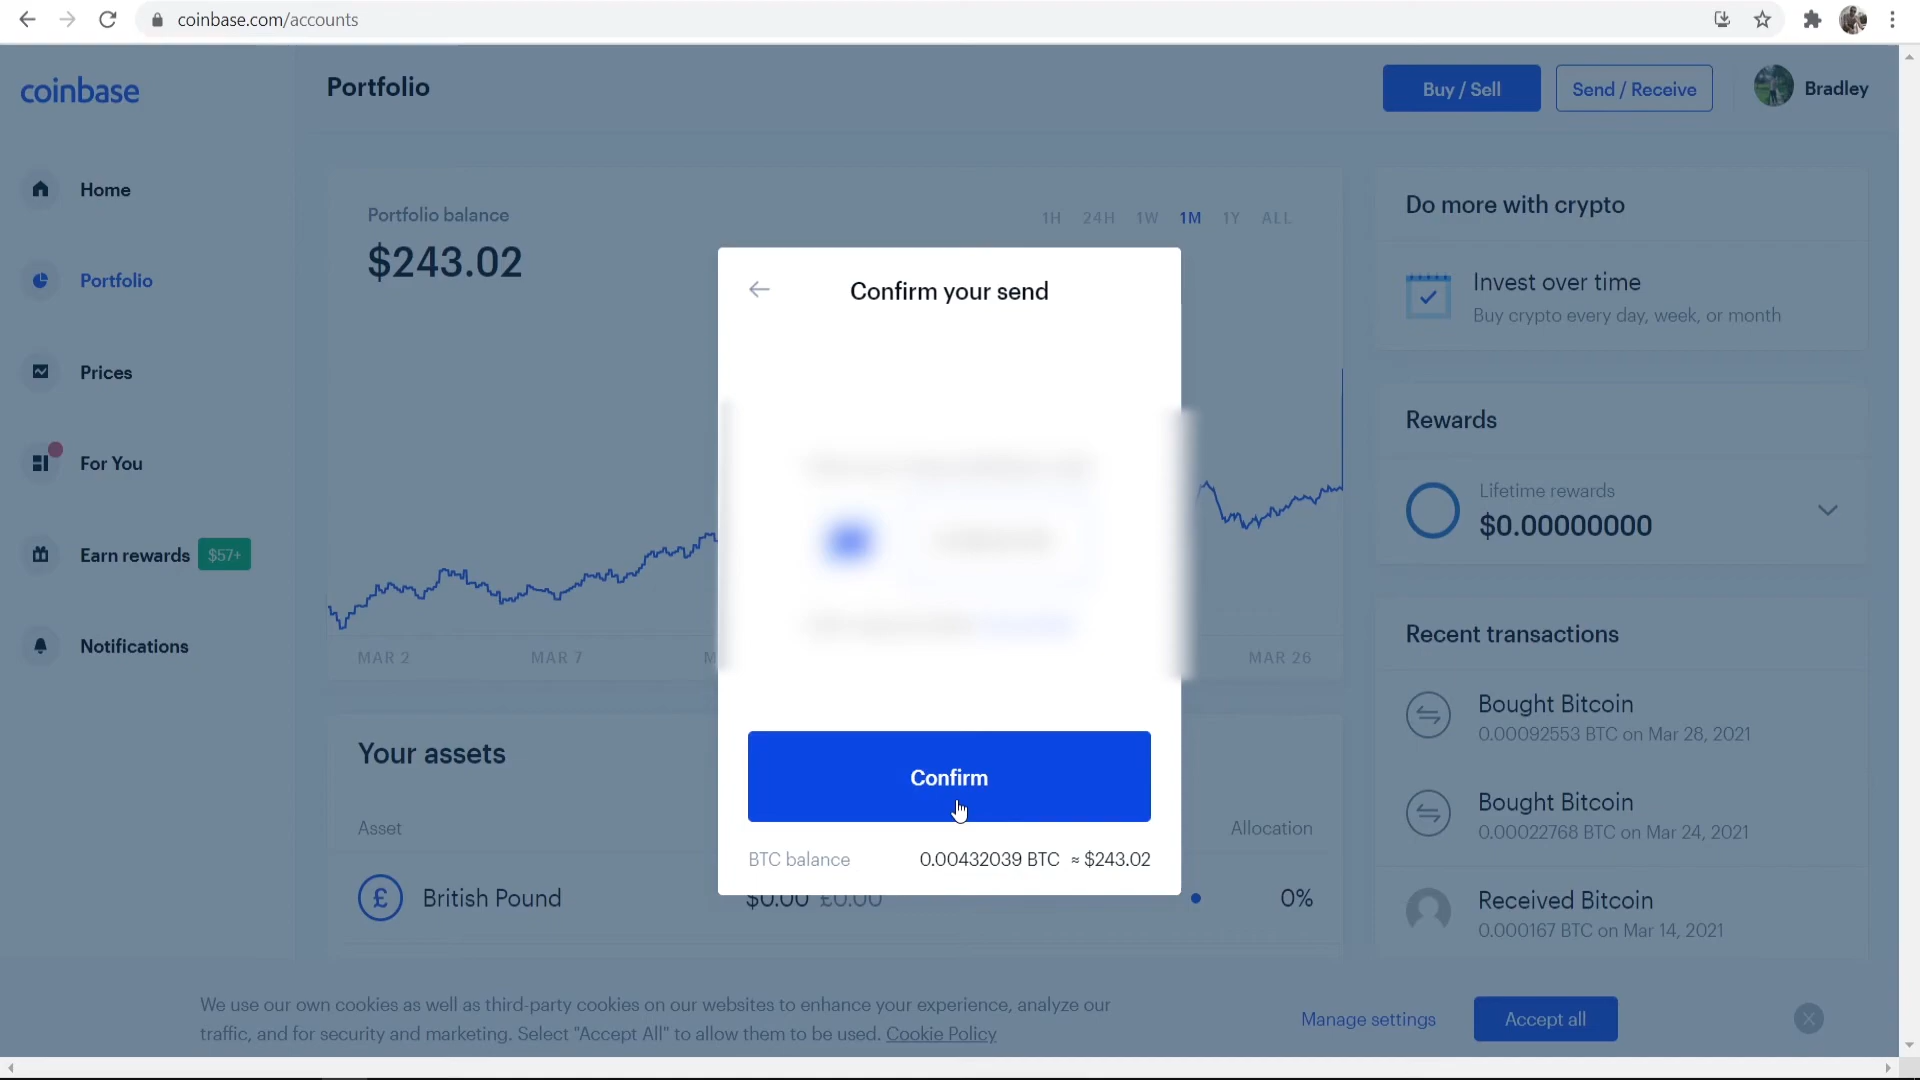 coinbase.com/accounts
coinbase
Portfolio
Buy / Sell
Send / Receive
Bradley
Home
Portfolio
Prices
For You
Earn rewards $57+
Notifications
Portfolio balance
$243.02
1H 24H 1W 1M 1Y ALL
MAR 2 MAR 7 M MAR 26
Confirm your send
Confirm
BTC balance 0.00432039 BTC ≈ $243.02
Your assets
Asset Allocation
£ British Pound $0.00 £0.00 0%
Do more with crypto
Invest over time
Buy crypto every day, week, or month
Rewards
Lifetime rewards
$0.00000000
Recent transactions
Bought Bitcoin
0.00092553 BTC on Mar 28, 2021
Bought Bitcoin
0.00022768 BTC on Mar 24, 2021
Received Bitcoin
0.000167 BTC on Mar 14, 2021
We use our own cookies as well as third-party cookies on our websites to enhance your experience, analyze our
traffic, and for security and marketing. Select "Accept All" to allow them to be used. Cookie Policy
Manage settings
Accept all